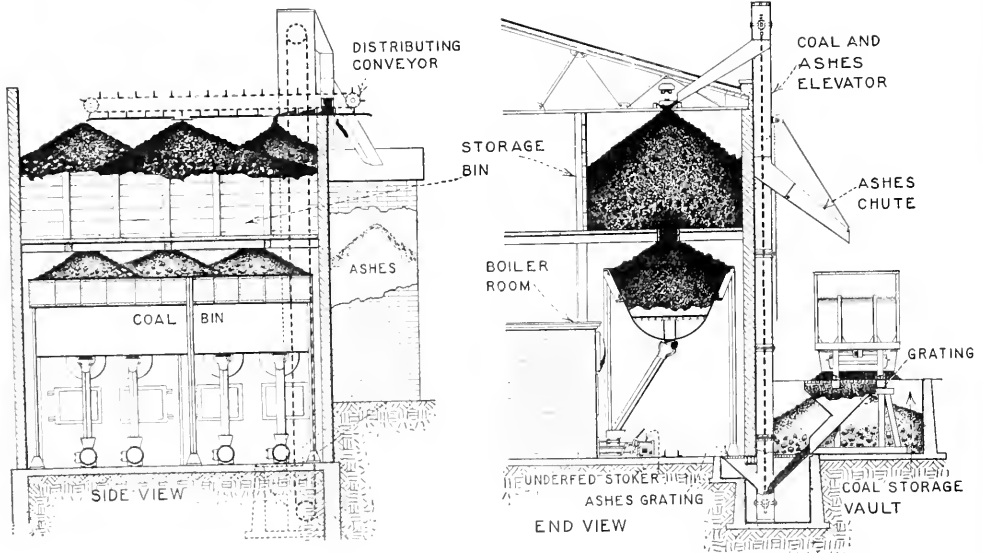 DISTRIBUTING
CONVEYOR
STORAGE
BIN
ASHES
COAL BIN
SIDE VIEW
COAL AND
ASHES
ELEVATOR
ASHES
CHUTE
BOILER
ROOM
GRATING
UNDERFED STOKER
ASHES GRATING
END VIEW
COAL STORAGE
VAULT